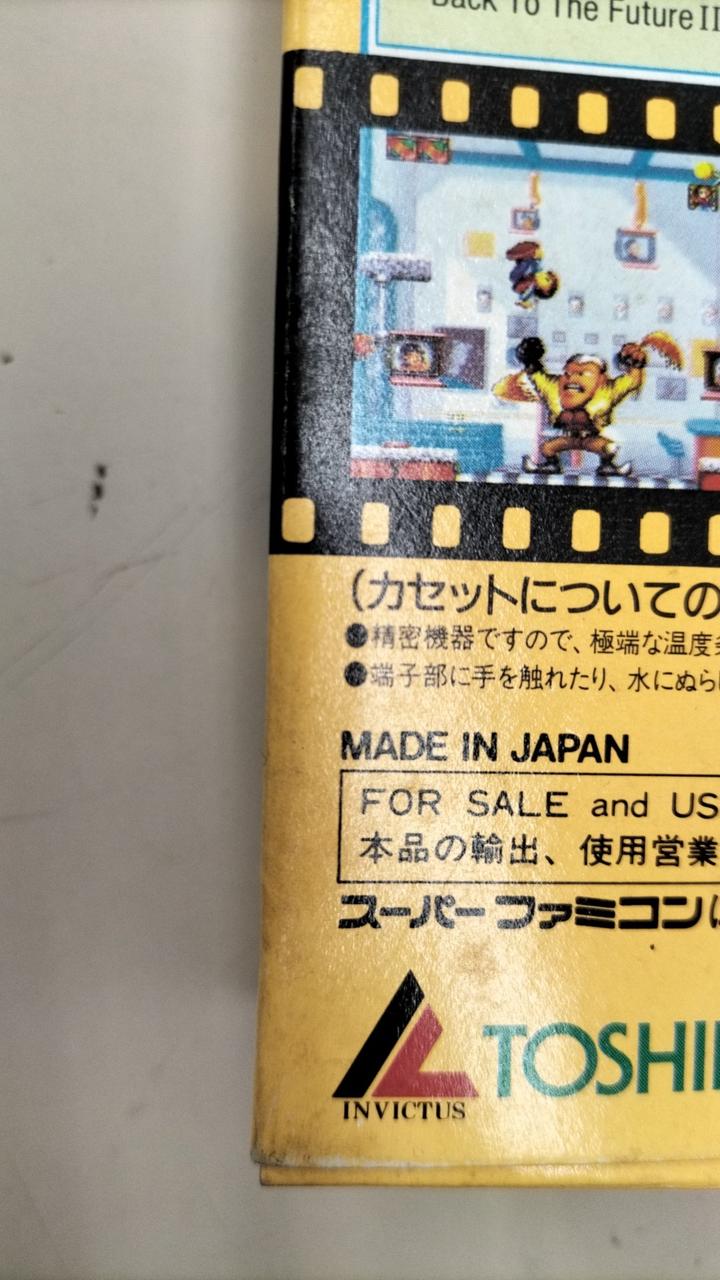 Back To The Future II
(カセットについての
●精密機器ですので、極端な温度
●端子部に手を触れたり、水にぬら
MADE IN JAPAN
FOR SALE and US
本品の輸出、使用営業
スーパーファミコンは
INVICTUS
TOSHI